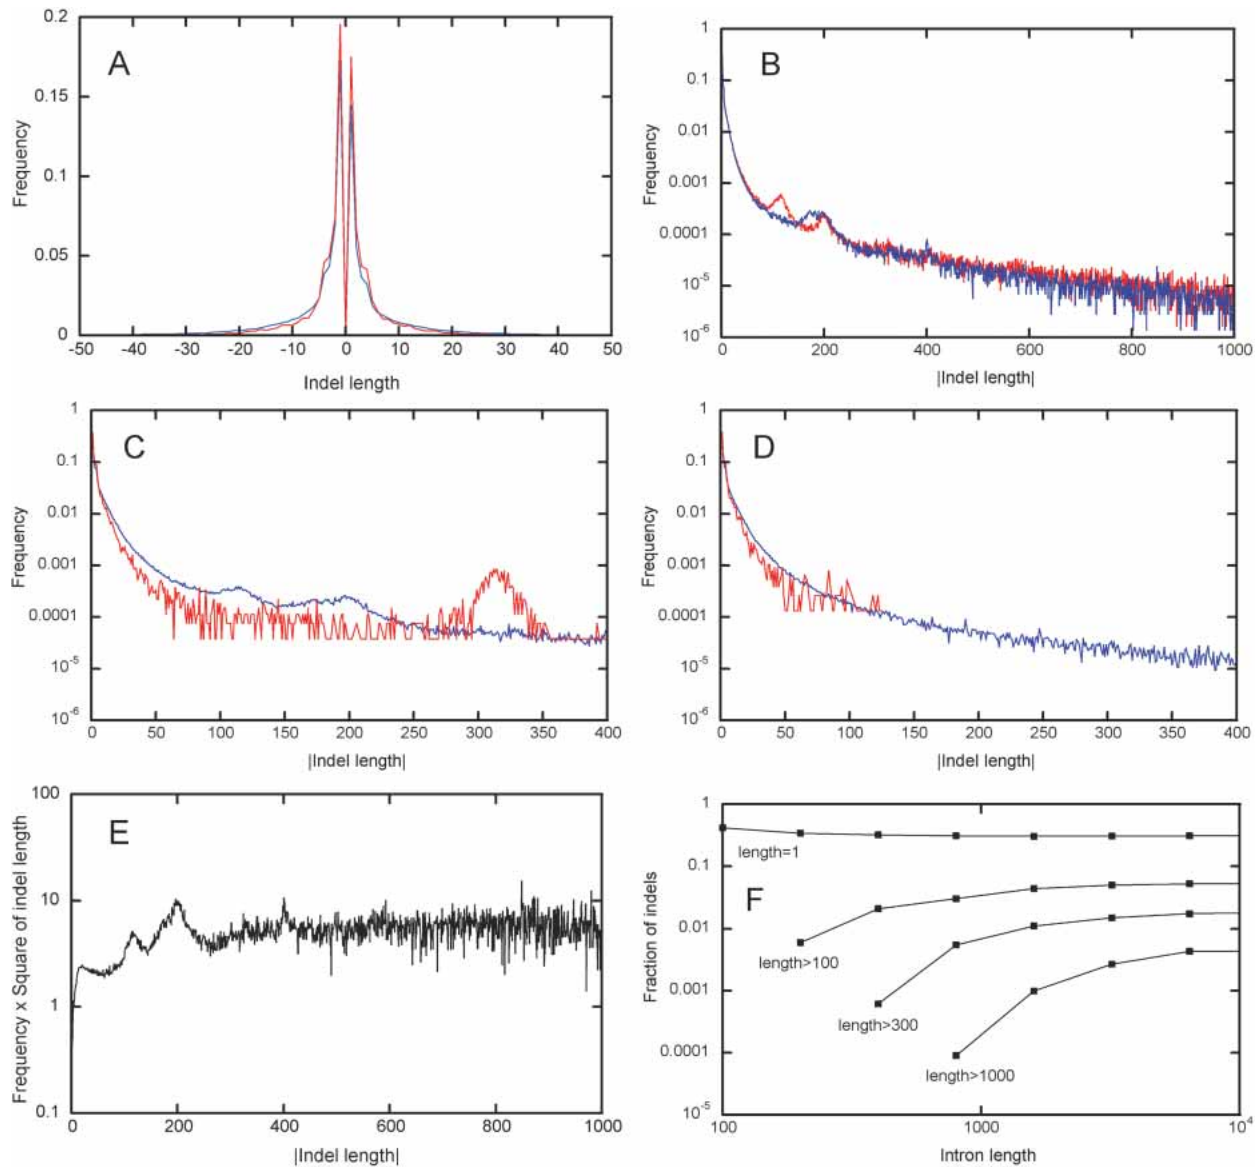 A
0.2
0.15
0.1
0.05
0
Frequency
-50 -40 -30 -20 -10 0 10 20 30 40 50
Indel length
B
1
0.1
0.01
0.001
0.0001
10-5
10-6
Frequency
0 200 400 600 800 1000
|Indel length|
C
1
0.1
0.01
0.001
0.0001
10-5
10-6
Frequency
0 50 100 150 200 250 300 350 400
|Indel length|
D
1
0.1
0.01
0.001
0.0001
10-5
10-6
Frequency
0 50 100 150 200 250 300 350 400
|Indel length|
E
100
10
1
0.1
Frequency x Square of indel length
0 200 400 600 800 1000
|Indel length|
F
1
0.1
0.01
0.001
0.0001
10-5
Fraction of indels
length=1
length>100
length>300
length>1000
100 1000 104
Intron length